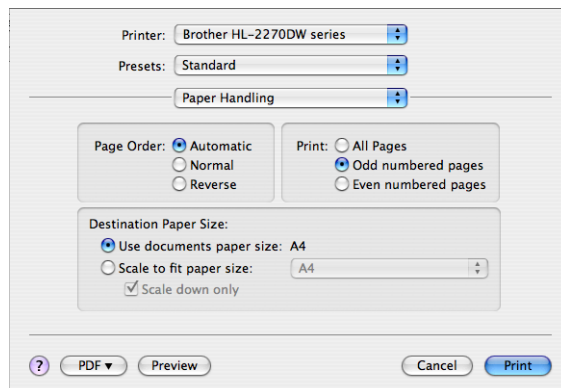 Printer: Brother HL-2270DW series
Presets: Standard
Paper Handling
Page Order: Automatic
Normal
Reverse
Print: All Pages
Odd numbered pages
Even numbered pages
Destination Paper Size:
Use documents paper size: A4
Scale to fit paper size: A4
Scale down only
? PDF▼ Preview Cancel Print